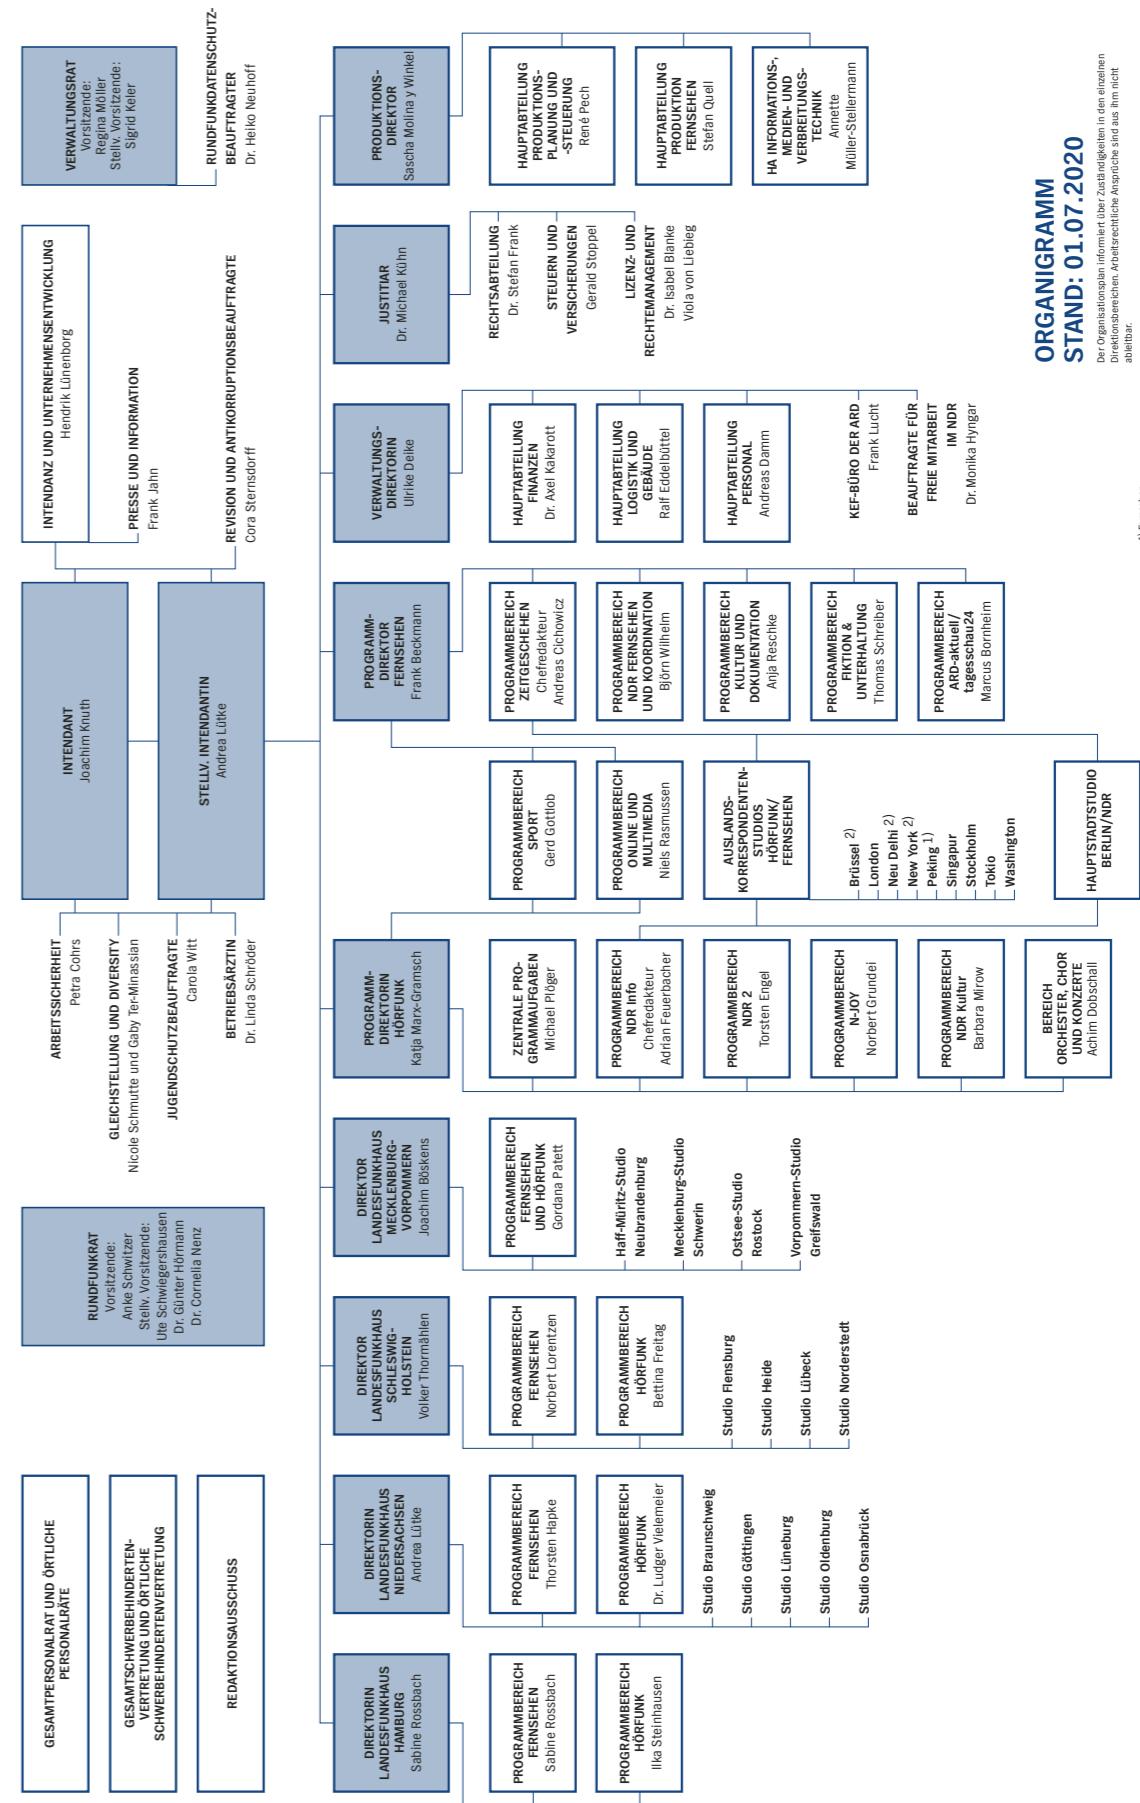 GESAMTPERSONALRAT UND ÖRTLICHE
PERSONALRÄTE
GESAMTSCHWERBEHINDERTEN-
VERTRETUNG UND ÖRTLICHE
SCHWERBEHINDERTENVERTRETUNG
REDAKTIONSAUSSCHUSS
RUNDFUNKRAT
Vorsitzende:
Anke Schwitzer
Stellv. Vorsitzende:
Ute Schwiegershausen
Dr. Günter Hörmann
Dr. Cornelia Nenz
ARBEITSSICHERHEIT
Petra Cohrs
GLEICHSTELLUNG UND DIVERSITY
Nicole Schmutte und Gaby Ter-Minassian
JUGENDSCHUTZBEAUFTRAGTE
Carola Witt
BETRIEBSÄRZTIN
Dr. Linda Schröder
INTENDANT
Joachim Knuth
STELLV. INTENDANTIN
Andrea Lütke
INTENDANZ UND UNTERNEHMENSENTWICKLUNG
Hendrik Lünenborg
PRESSE UND INFORMATION
Frank Jahn
REVISION UND ANTIKORRUPTIONSBEAUFTRAGTE
Cora Sternsdorff
VERWALTUNGSRAT
Vorsitzende:
Regina Möller
Stellv. Vorsitzende:
Sigrid Keler
RUNDFUNKDATENSCHUTZ-
BEAUFTRAGTER
Dr. Heiko Neuhoff
DIREKTORIN
LANDESFUNKHAUS
HAMBURG
Sabine Rossbach
PROGRAMMBEREICH
FERNSEHEN
Sabine Rossbach
PROGRAMMBEREICH
HÖRFUNK
Ilka Steinhausen
DIREKTORIN
LANDESFUNKHAUS
NIEDERSACHSEN
Andrea Lütke
PROGRAMMBEREICH
FERNSEHEN
Thorsten Hapke
PROGRAMMBEREICH
HÖRFUNK
Dr. Ludger Vielemeier
Studio Braunschweig
Studio Göttingen
Studio Lüneburg
Studio Oldenburg
Studio Osnabrück
DIREKTOR
LANDESFUNKHAUS
SCHLESWIG-
HOLSTEIN
Volker Thormählen
PROGRAMMBEREICH
FERNSEHEN
Norbert Lorentzen
PROGRAMMBEREICH
HÖRFUNK
Bettina Freitag
Studio Flensburg
Studio Heide
Studio Lübeck
Studio Norderstedt
DIREKTOR
LANDESFUNKHAUS
MECKLENBURG-
VORPOMMERN
Joachim Böskens
PROGRAMMBEREICH
FERNSEHEN
UND HÖRFUNK
Gordana Patett
Haff-Müritz-Studio
Neubrandenburg
Mecklenburg-Studio
Schwerin
Ostsee-Studio
Rostock
Vorpommern-Studio
Greifswald
PROGRAMM-
DIREKTORIN
HÖRFUNK
Katja Marx-Gramsch
ZENTRALE PRO-
GRAMMAUFGABEN
Michael Plöger
PROGRAMMBEREICH
NDR Info
Chefredakteur
Adrian Feuerbacher
PROGRAMMBEREICH
NDR 2
Torsten Engel
PROGRAMMBEREICH
N-JOY
Norbert Grundei
PROGRAMMBEREICH
NDR Kultur
Barbara Mirow
BEREICH
ORCHESTER, CHOR
UND KONZERTE
Achim Dobschall
PROGRAMMBEREICH
SPORT
Gerd Gottlob
PROGRAMMBEREICH
ONLINE UND
MULTIMEDIA
Niels Rasmussen
AUSLANDS-
KORRESPONDENTEN-
STUDIOS
HÖRFUNK/
FERNSEHEN
Brüssel 2)
London
Neu Delhi 2)
New York 2)
Peking 1)
Singapur
Stockholm
Tokio
Washington
HAUPTSTADTSTUDIO
BERLIN/NDR
PROGRAMM-
DIREKTOR
FERNSEHEN
Frank Beckmann
PROGRAMMBEREICH
ZEITGESCHEHEN
Chefredakteur
Andreas Cichowicz
PROGRAMMBEREICH
NDR FERNSEHEN
UND KOORDINATION
Björn Wilhelm
PROGRAMMBEREICH
KULTUR UND
DOKUMENTATION
Anja Reschke
PROGRAMMBEREICH
FIKTION &
UNTERHALTUNG
Thomas Schreiber
PROGRAMMBEREICH
ARD-aktuell/
tagesschau24
Marcus Bornheim
VERWALTUNGS-
DIREKTORIN
Ulrike Deike
HAUPTABTEILUNG
FINANZEN
Dr. Axel Kakarott
HAUPTABTEILUNG
LOGISTIK UND
GEBÄUDE
Ralf Eddelbüttel
HAUPTABTEILUNG
PERSONAL
Andreas Damm
KEF-BÜRO DER ARD
Frank Lucht
BEAUFTRAGTE FÜR
FREIE MITARBEIT
IM NDR
Dr. Monika Hyngar
JUSTITIAR
Dr. Michael Kühn
RECHTSABTEILUNG
Dr. Stefan Frank
STEUERN UND
VERSICHERUNGEN
Gerald Stoppel
LIZENZ- UND
RECHTEMANAGEMENT
Dr. Isabel Blanke
Viola von Liebieg
PRODUKTIONS-
DIREKTOR
Sascha Molina y Winkel
HAUPTABTEILUNG
PRODUKTIONS-
PLANUNG UND
-STEUERUNG
René Pech
HAUPTABTEILUNG
PRODUKTION
FERNSEHEN
Stefan Quell
HA INFORMATIONS-,
MEDIEN- UND
VERBREITUNGS-
TECHNIK
Annette
Müller-Stellermann
ORGANIGRAMM
STAND: 01.07.2020
Der Organisationsplan informiert über Zuständigkeiten in den einzelnen
Direktionsbereichen. Arbeitsrechtliche Ansprüche sind aus ihm nicht
ableitbar.